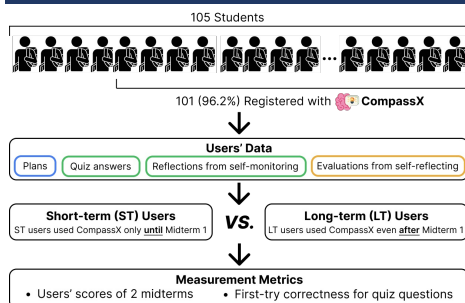 105 Students
...
101 (96.2%) Registered with CompassX
Users' Data
Plans Quiz answers Reflections from self-monitoring Evaluations from self-reflecting
Short-term (ST) Users
ST users used CompassX only until Midterm 1
VS.
Long-term (LT) Users
LT users used CompassX even after Midterm 1
Measurement Metrics
• Users' scores of 2 midterms • First-try correctness for quiz questions